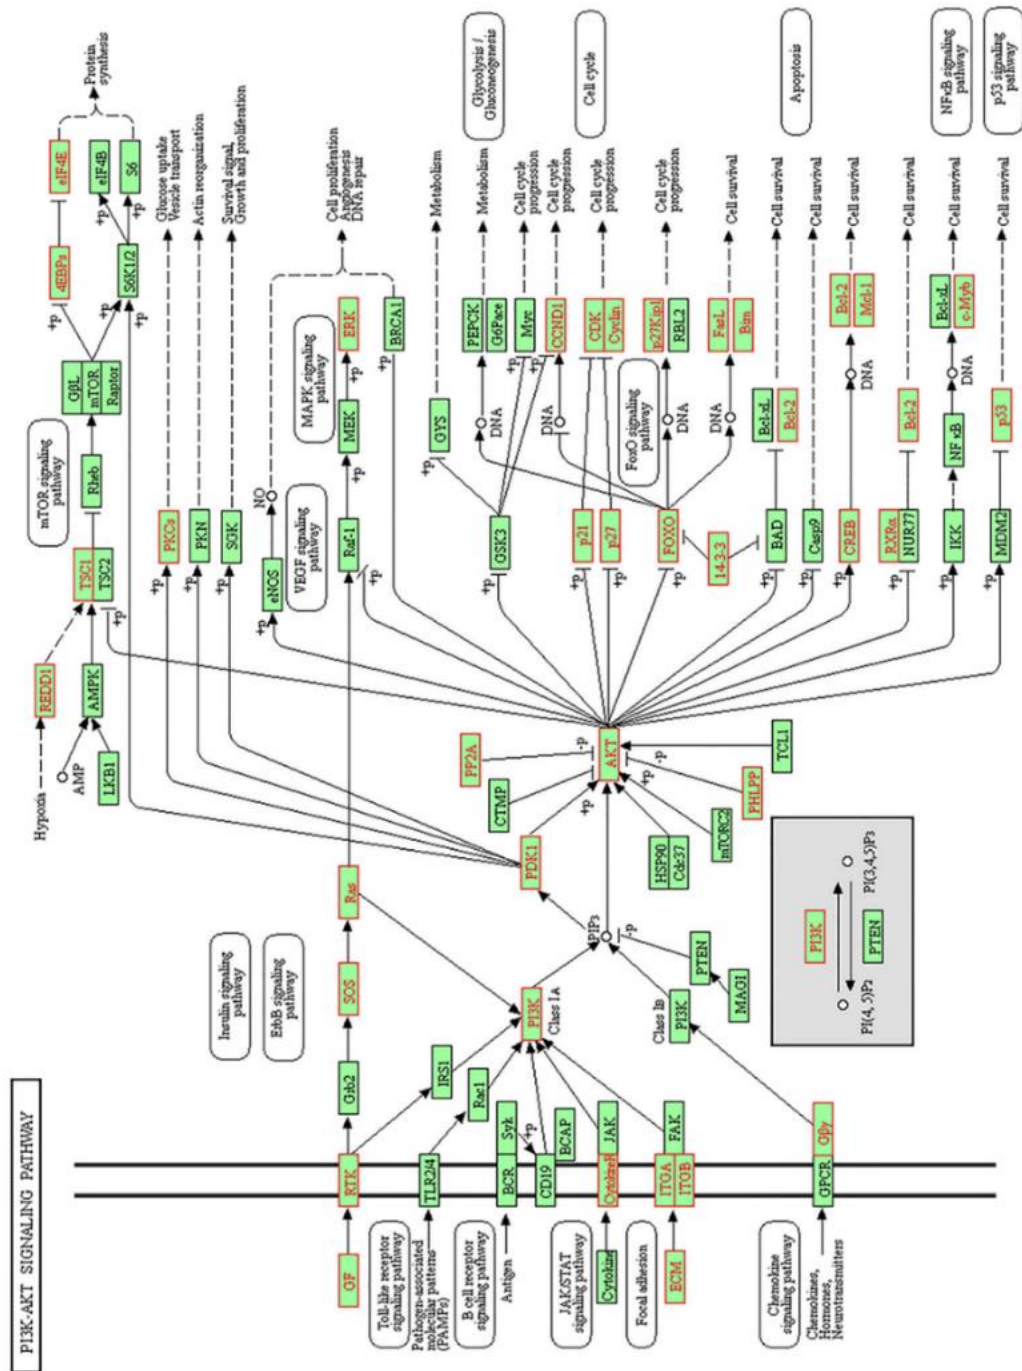 PI3K-AKT SIGNALING PATHWAY
GF
RTK
Grb2
SOS
Ras
Insulin signaling
pathway
ErbB signaling
pathway
Toll-like receptor
signaling pathway
Pathogen-associated
molecular patterns
(PAMPs)
TLR2/4
Rac1
IRS1
B cell receptor
signaling pathway
Antigen
BCR
Syk
+p
CD19
BCAP
JAK/STAT
signaling pathway
Cytokine
CytokineR
JAK
Focal adhesion
ECM
ITGA
ITGB
FAK
Chemokine
signaling pathway
Chemokines,
Hormones,
Neurotransmitters
GPCR
Gβγ
PI3K
Class IA
Class IB
PI3K
PIP3
-p
PTEN
MAGI
PI(4, 5)P2
PI3K
PTEN
PI(3,4,5)P3
PDK1
+p
CTMP
PP2A
-p
AKT
HSP90
Cdc37
+p
mTORC2
-p
PHLPP
TCL1
Hypoxia
REDD1
AMP
LKB1
AMPK
TSC1
TSC2
+p
mTOR signaling
pathway
Rheb
GβL
mTOR
Raptor
+p
4EBPs
eIF4E
S6K1/2
+p
eIF4B
+p
S6
Protein
synthesis
+p
PKCs
Glucose uptake
Vesicle transport
+p
PKN
Actin reorganization
+p
SGK
Survival signal,
Growth and proliferation
+p
eNOS
NO
VEGF signaling
pathway
MAPK signaling
pathway
Raf-1
+p
+p
MEK
+p
ERK
+p
BRCA1
Cell proliferation
Angiogenesis
DNA repair
+p
GSK3
+p
GYS
Metabolism
DNA
PEPCK
G6Pace
Metabolism
Glycolysis /
Gluconeogenesis
+p
Myc
Cell cycle
progression
+p
DNA
CCND1
Cell cycle
progression
+p
p21
+p
p27
CDK
Cyclin
Cell cycle
progression
Cell cycle
+p
FOXO
FoxO signaling
pathway
DNA
p27Kip1
RBL2
Cell cycle
progression
DNA
FasL
Bim
Cell survival
14-3-3
+p
BAD
Bcl-xL
Bcl-2
Cell survival
+p
Casp9
Cell survival
Apoptosis
+p
CREB
DNA
Bcl-2
Mcl-1
Cell survival
RXRα
+p
NUR77
Bcl-2
Cell survival
+p
IKK
NFκB
DNA
Bcl-xL
c-Myb
Cell survival
NFκB signaling
pathway
+p
MDM2
p53
Cell survival
p53 signaling
pathway